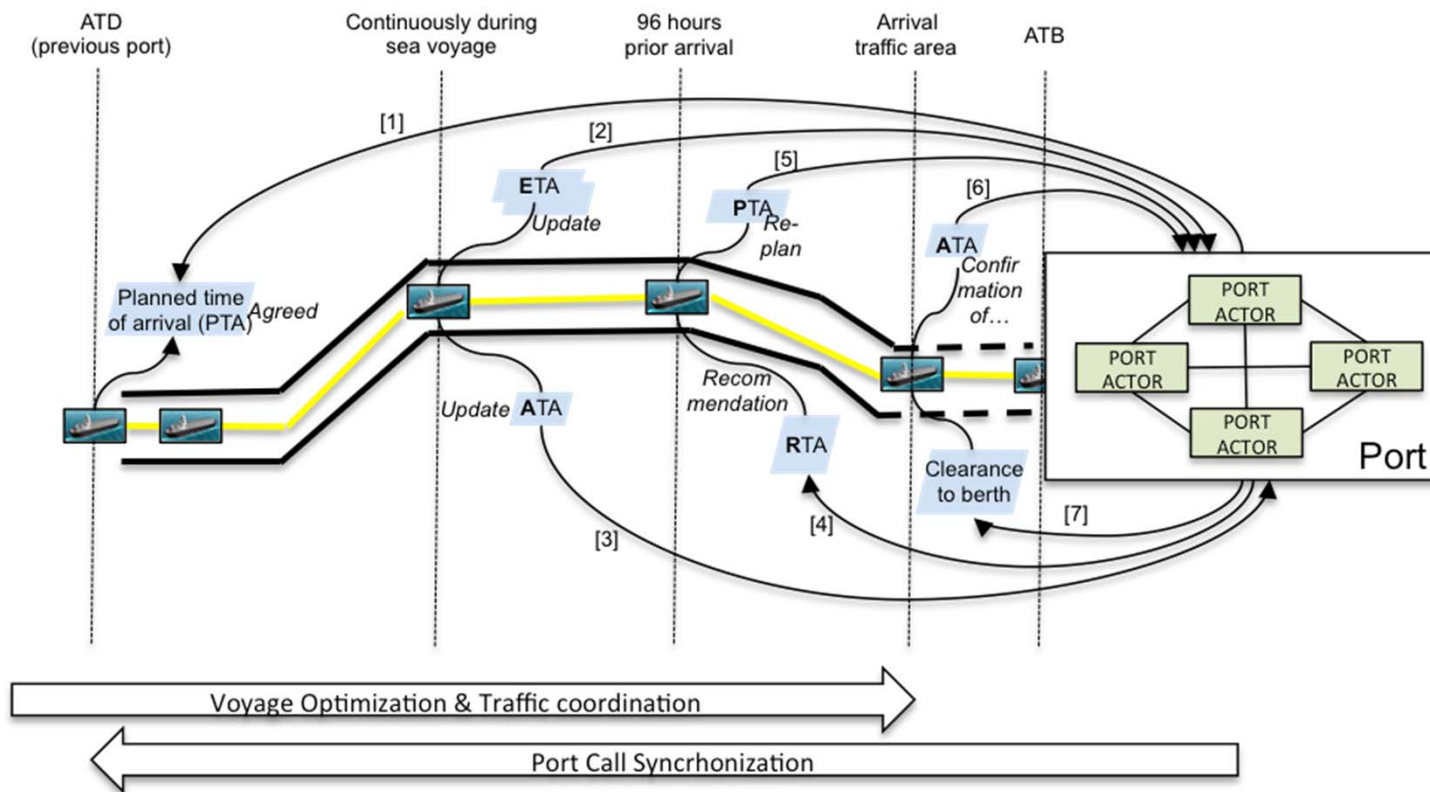 ATD
(previous port)
Continuously during
sea voyage
96 hours
prior arrival
Arrival
traffic area
ATB
[1]
[2]
[5]
[6]
ETA
Update
PTA
Re-
plan
ATA
Confir
mation
of...
Planned time
of arrival (PTA)
Agreed
PORT
ACTOR
PORT
ACTOR
PORT
ACTOR
PORT
ACTOR
Port
Update
ATA
Recom
mendation
RTA
Clearance
to berth
[3]
[4]
[7]
Voyage Optimization & Traffic coordination
Port Call Syncrhonization